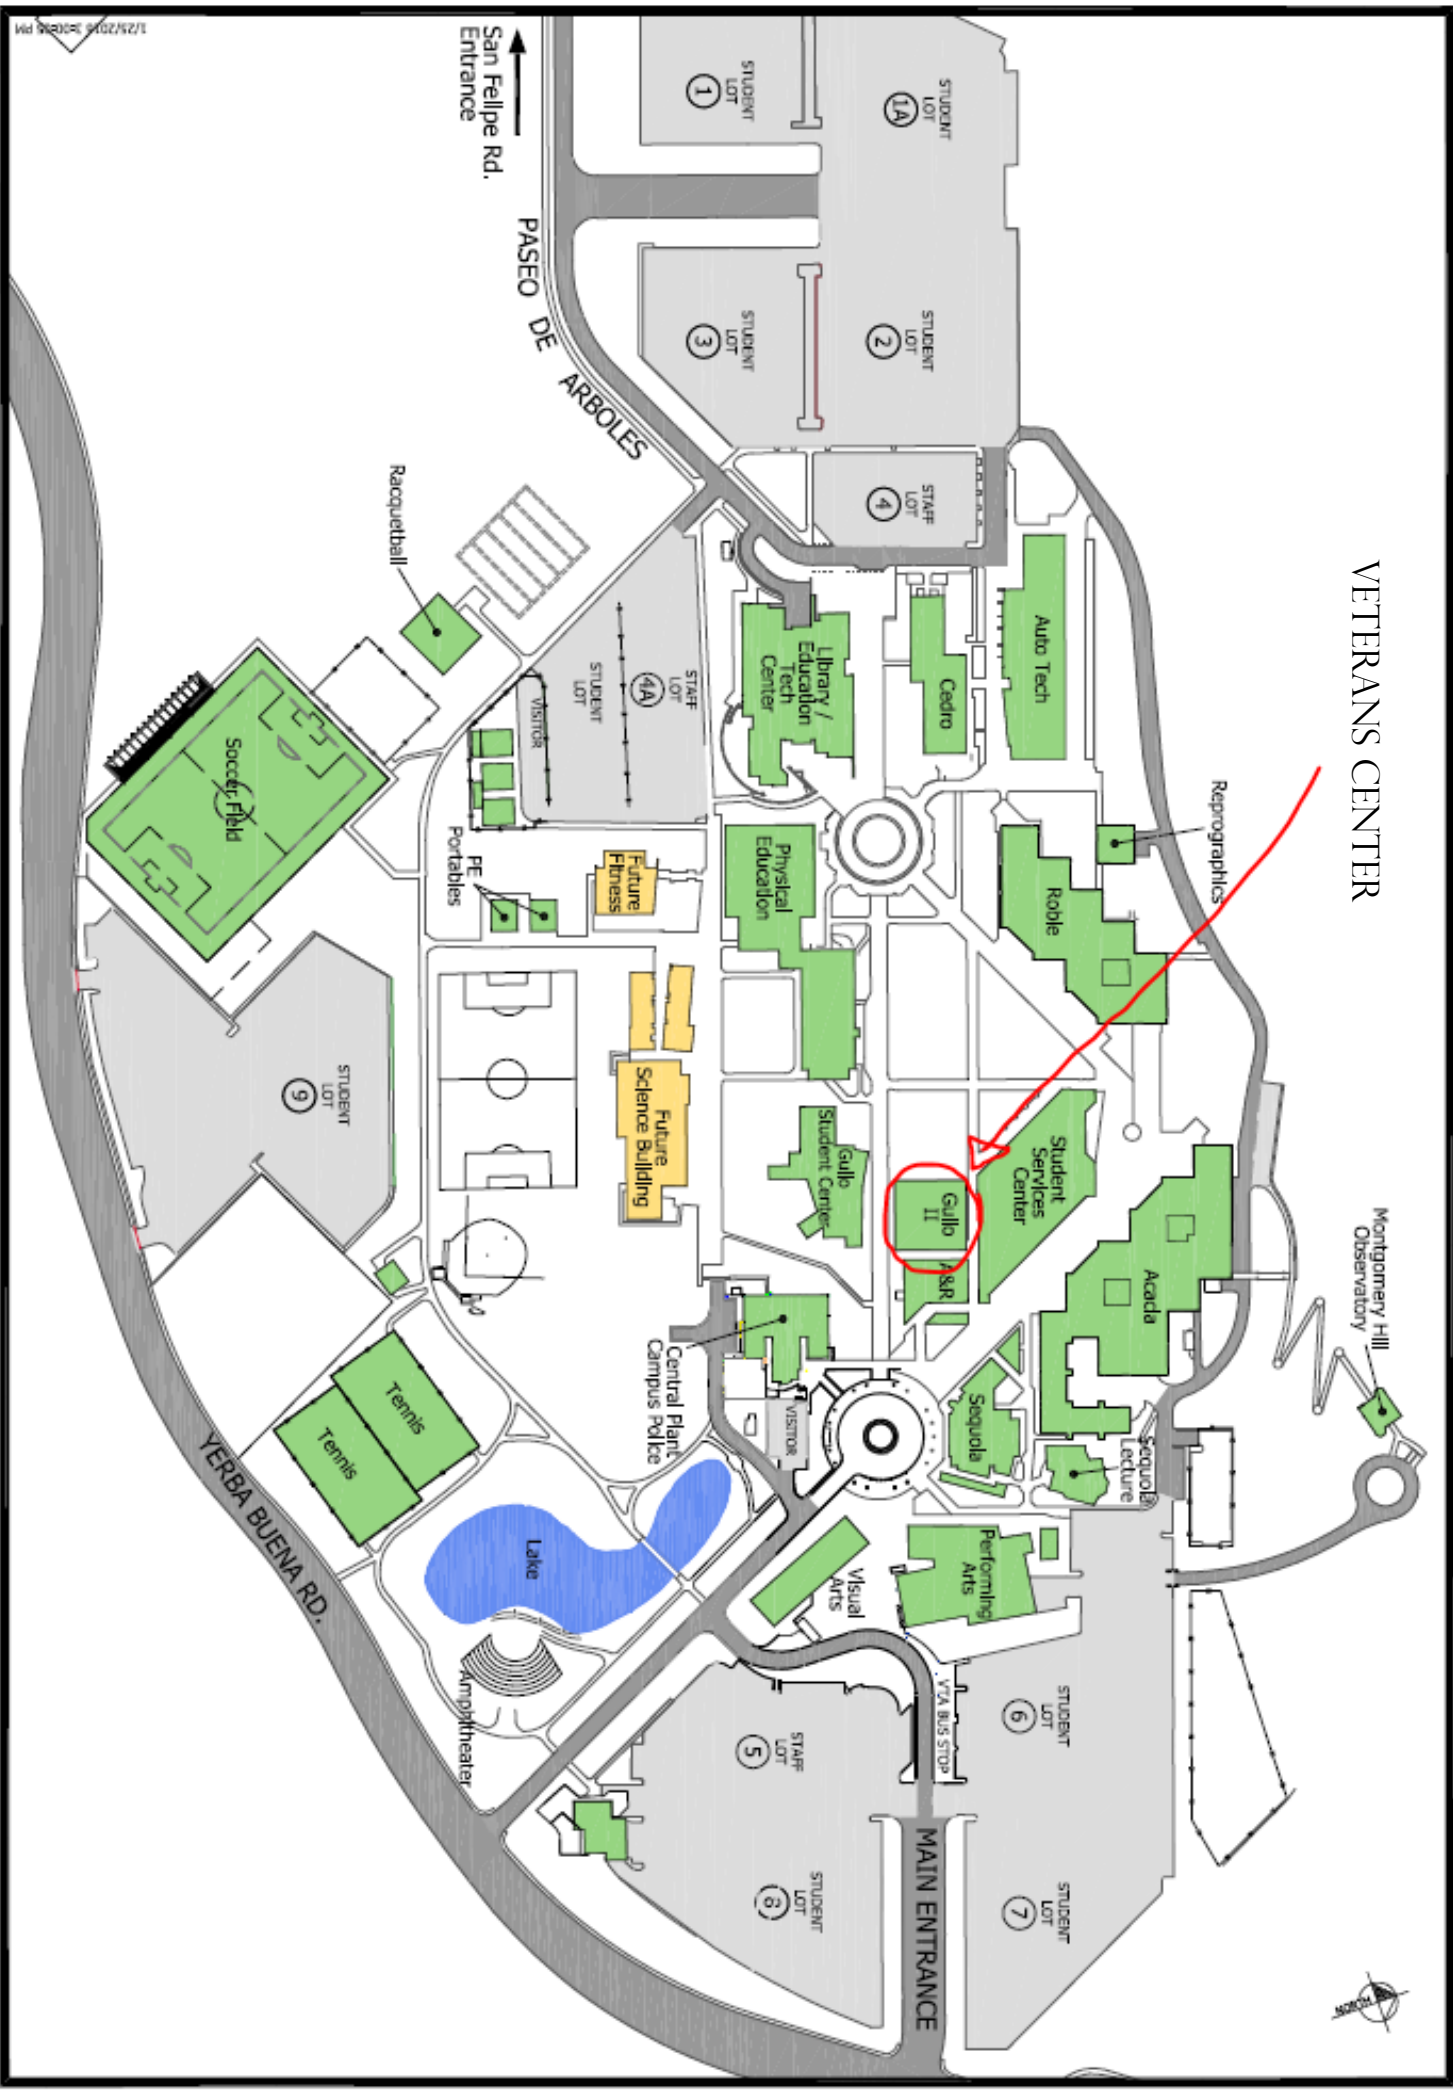 VETERANS CENTER
Montgomery Hill
Observatory
NORTH
Reprographics
Acacia
Sequoia
Lecture
Roble
Auto Tech
Student
Services
Center
STUDENT
LOT
6
STUDENT
LOT
7
STUDENT
LOT
1A
STUDENT
LOT
2
STAFF
LOT
4
Cedro
Gullo
II
A&R
Sequoia
Performing
Arts
VTA BUS STOP
MAIN ENTRANCE
Library /
Education
Tech
Center
Physical
Education
Gullo
Student Center
VISITOR
Visual
Arts
STAFF
LOT
5
STUDENT
LOT
8
STUDENT
LOT
1
STUDENT
LOT
3
STAFF
LOT
4A
STUDENT
LOT
VISITOR
Future
Fitness
Future
Science Building
Central Plant
Campus Police
San Felipe Rd.
Entrance
PASEO DE ARBOLES
Racquetball
PE
Portables
Lake
Amphitheater
Soccer Field
STUDENT
LOT
9
Tennis
Tennis
YERBA BUENA RD.